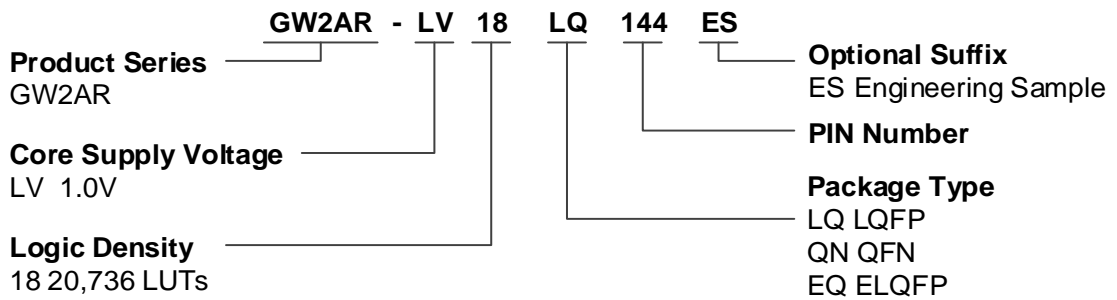 GW2AR - LV 18 LQ 144 ES
Product Series
GW2AR
Core Supply Voltage
LV 1.0V
Logic Density
18 20,736 LUTs
Optional Suffix
ES Engineering Sample
PIN Number
Package Type
LQ LQFP
QN QFN
EQ ELQFP